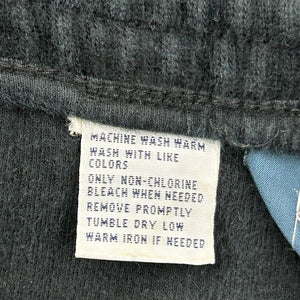 MACHINE WASH WARM
WASH WITH LIKE
COLORS
ONLY NON-CHLORINE
BLEACH WHEN NEEDED
REMOVE PROMPTLY
TUMBLE DRY LOW
WARM IRON IF NEEDED